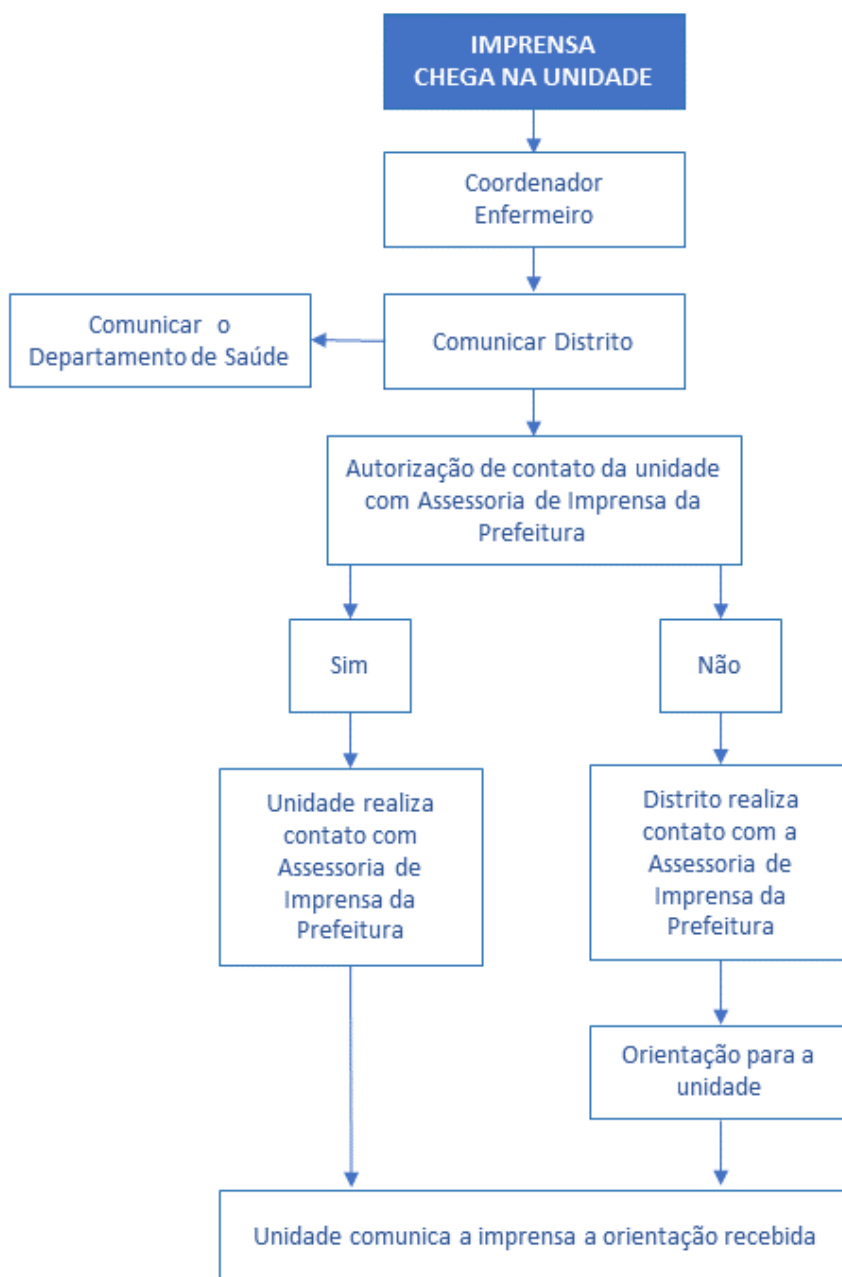 IMPRENSA
CHEGA NA UNIDADE
Coordenador
Enfermeiro
Comunicar o
Departamento de Saúde
Comunicar Distrito
Autorização de contato da unidade
com Assessoria de Imprensa da
Prefeitura
Sim
Não
Unidade realiza
contato com
Assessoria de
Imprensa da
Prefeitura
Distrito realiza
contato com a
Assessoria de
Imprensa da
Prefeitura
Orientação para a
unidade
Unidade comunica a imprensa a orientação recebida